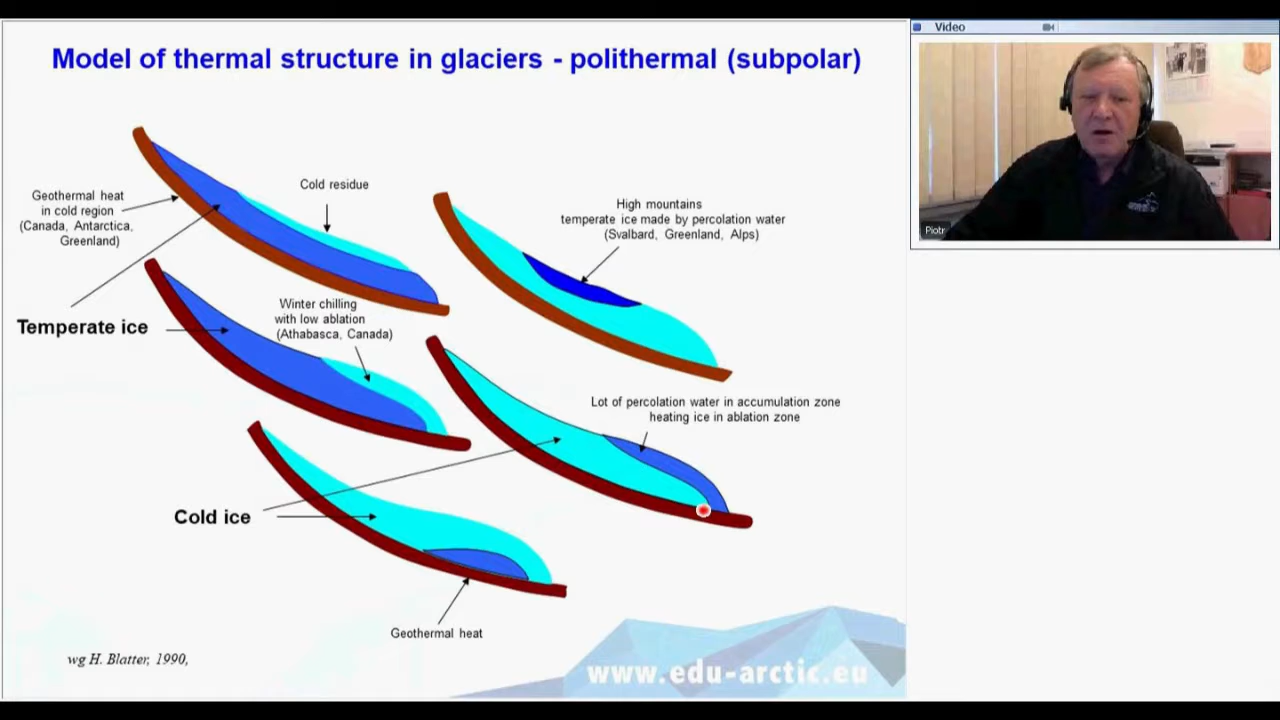 Model of thermal structure in glaciers - polithermal (subpolar)
Geothermal heat
in cold region
(Canada, Antarctica,
Greenland)
Cold residue
High mountains
temperate ice made by percolation water
(Svalbard, Greenland, Alps)
Temperate ice
Winter chilling
with low ablation
(Athabasca, Canada)
Lot of percolation water in accumulation zone
heating ice in ablation zone
Cold ice
Geothermal heat
wg H. Blatter, 1990,
www.edu-arctic.eu
Video
Piotr